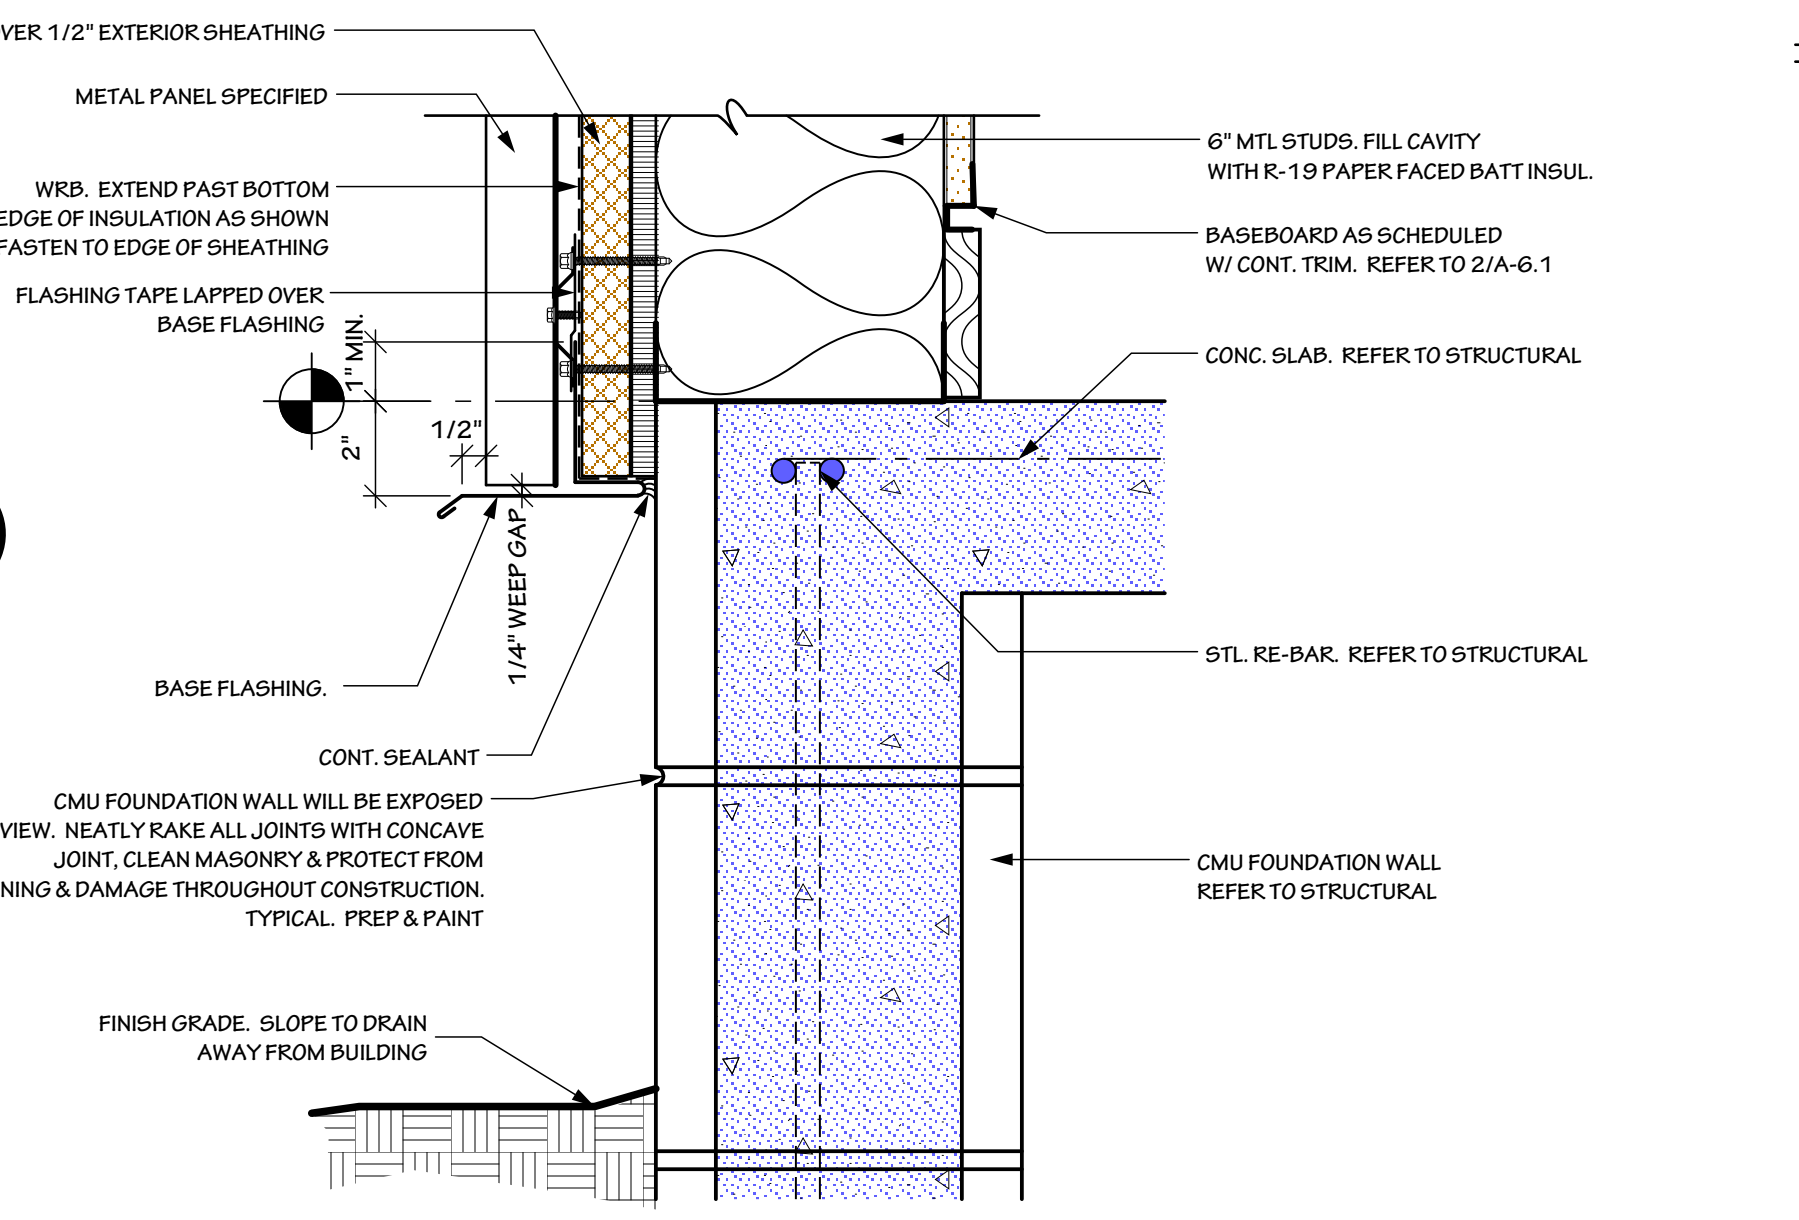 OVER 1/2" EXTERIOR SHEATHING
METAL PANEL SPECIFIED
WRB. EXTEND PAST BOTTOM
EDGE OF INSULATION AS SHOWN
FASTEN TO EDGE OF SHEATHING
FLASHING TAPE LAPPED OVER
BASE FLASHING
1" MIN.
2"
1/2"
1/4" WEEP GAP
BASE FLASHING.
CONT. SEALANT
CMU FOUNDATION WALL WILL BE EXPOSED
VIEW. NEATLY RAKE ALL JOINTS WITH CONCAVE
JOINT, CLEAN MASONRY & PROTECT FROM
NING & DAMAGE THROUGHOUT CONSTRUCTION.
TYPICAL. PREP & PAINT
FINISH GRADE. SLOPE TO DRAIN
AWAY FROM BUILDING
6" MTL STUDS. FILL CAVITY
WITH R-19 PAPER FACED BATT INSUL.
BASEBOARD AS SCHEDULED
W/ CONT. TRIM. REFER TO 2/A-6.1
CONC. SLAB. REFER TO STRUCTURAL
STL. RE-BAR. REFER TO STRUCTURAL
CMU FOUNDATION WALL
REFER TO STRUCTURAL